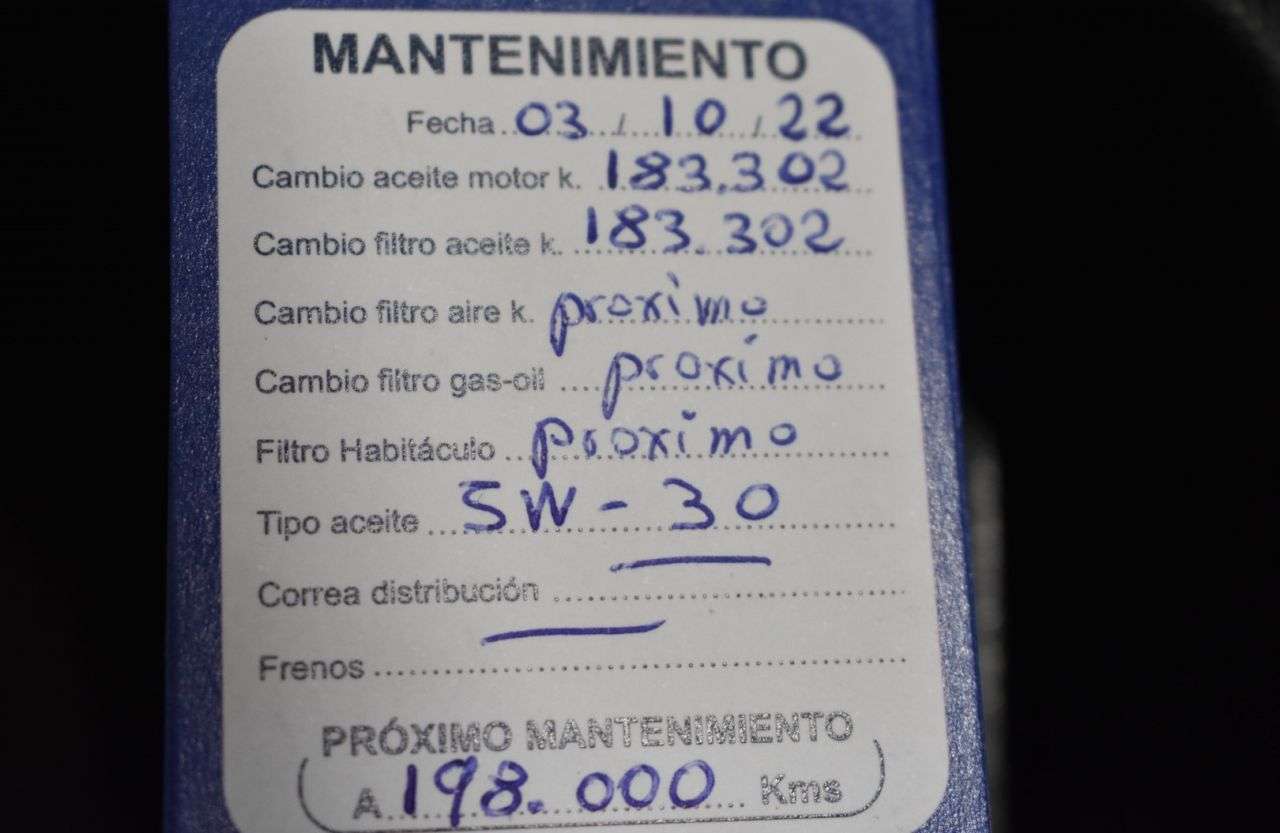 MANTENIMIENTO
Fecha 03 / 10 / 22
Cambio aceite motor k. 183.302
Cambio filtro aceite k. 183.302
Cambio filtro aire k. proximo
Cambio filtro gas-oil proximo
Filtro Habitáculo proximo
Tipo aceite 5W - 30
Correa distribución
Frenos
PRÓXIMO MANTENIMIENTO
A 198.000 Kms